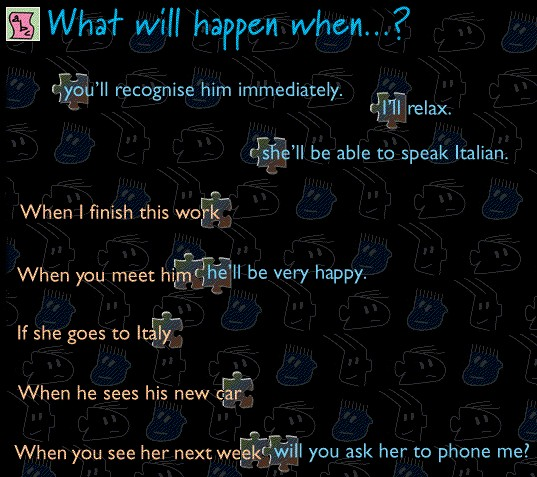 What will happen when...?
you'll recognise him immediately.
I'll relax.
she'll be able to speak Italian.
When I finish this work
When you meet him he'll be very happy.
If she goes to Italy
When he sees his new car
When you see her next week will you ask her to phone me?